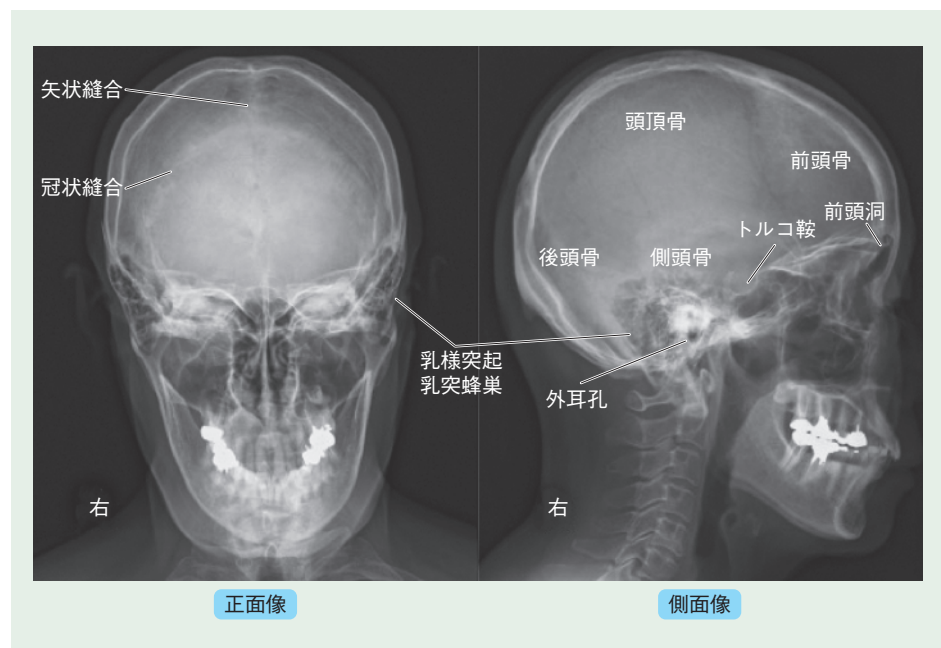 矢状縫合
冠状縫合
頭頂骨
前頭骨
前頭洞
トルコ鞍
後頭骨
側頭骨
乳様突起
乳突蜂巣
外耳孔
右
右
正面像
側面像